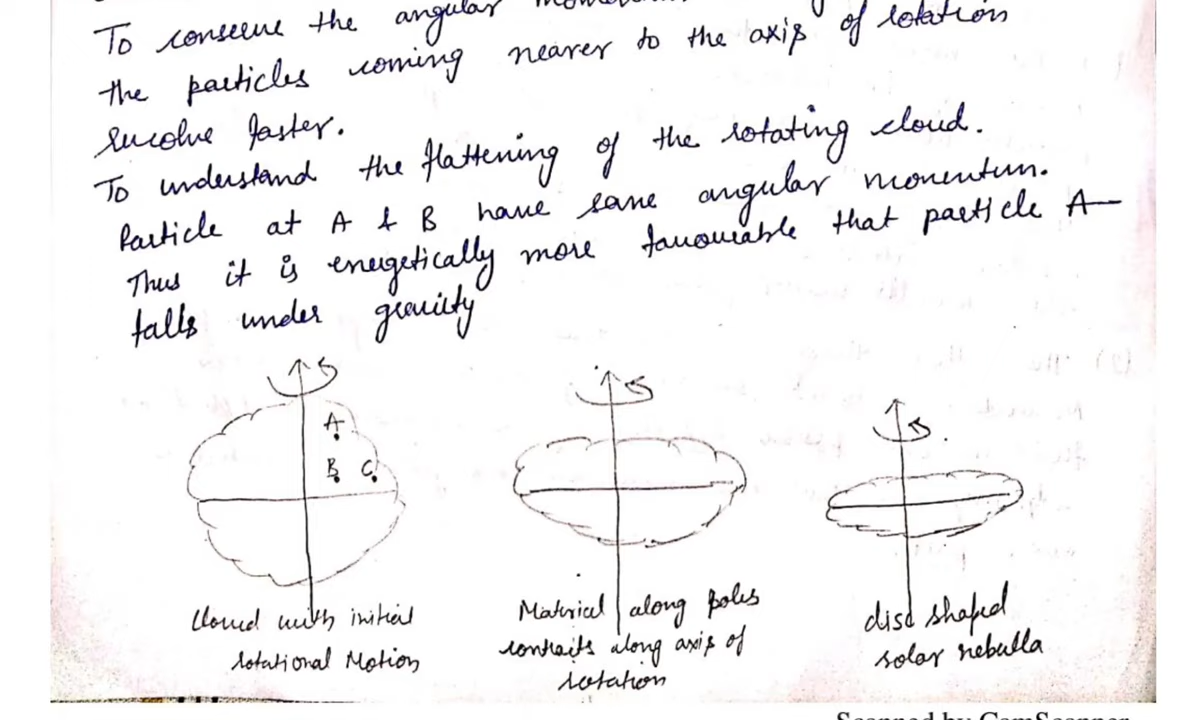 To conserve the angular
the particles coming nearer to the axis of rotation
revolve faster.
To understand the flattening of the rotating cloud.
Particle at A & B have same angular momentum.
Thus it is energetically more favourable that particle A
falls under gravity
A
B C
Cloud with initial
rotational Motion
Material along poles
contracts along axis of
rotation
disc shaped
solar nebulla
Scanned by CamScanner